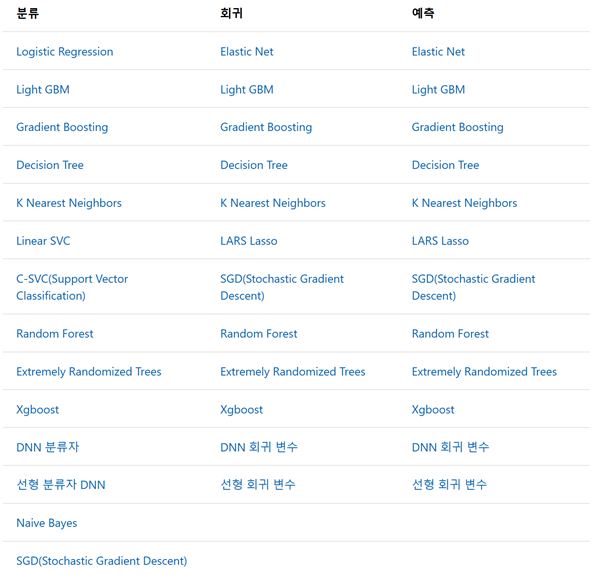 분류 회귀 예측
Logistic Regression Elastic Net Elastic Net
Light GBM Light GBM Light GBM
Gradient Boosting Gradient Boosting Gradient Boosting
Decision Tree Decision Tree Decision Tree
K Nearest Neighbors K Nearest Neighbors K Nearest Neighbors
Linear SVC LARS Lasso LARS Lasso
C-SVC(Support Vector SGD(Stochastic Gradient SGD(Stochastic Gradient
Classification) Descent) Descent)
Random Forest Random Forest Random Forest
Extremely Randomized Trees Extremely Randomized Trees Extremely Randomized Trees
Xgboost Xgboost Xgboost
DNN 분류자 DNN 회귀 변수 DNN 회귀 변수
선형 분류자 DNN 선형 회귀 변수 선형 회귀 변수
Naive Bayes
SGD(Stochastic Gradient Descent)